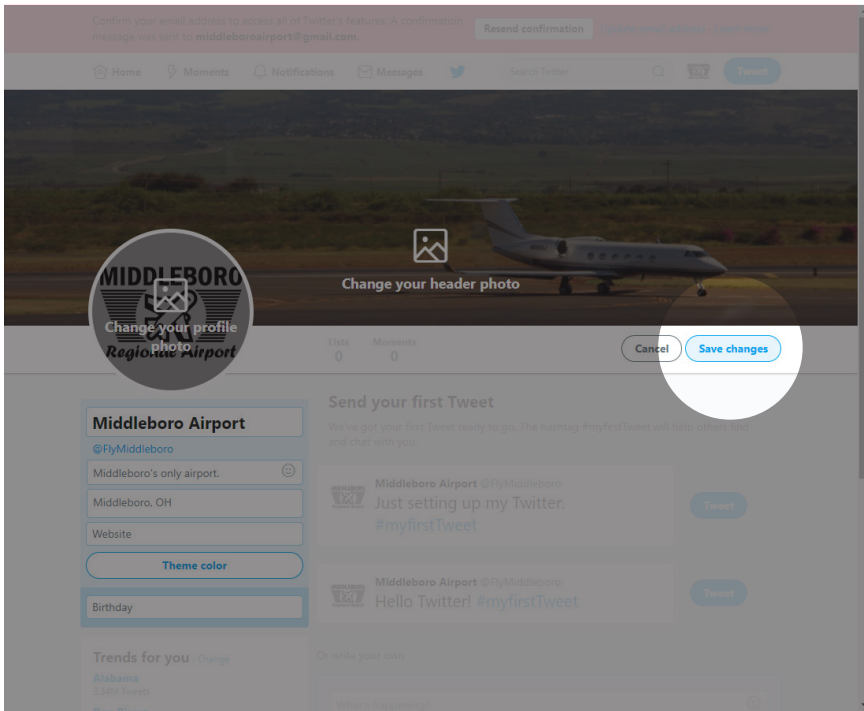 Confirm your email address to access all of Twitter's features. A confirmation
message was sent to middleboroairport@gmail.com.
Resend confirmation
Home
Moments
Notifications
Messages
Search Twitter
Tweet
Change your header photo
MIDDLEBORO
Change your profile
photo
Regional Airport
Lists
0
Moments
0
Cancel
Save changes
Middleboro Airport
@FlyMiddleboro
Middleboro's only airport.
Middleboro, OH
Website
Theme color
Birthday
Send your first Tweet
We've got your first Tweet ready to go. The hashtag #myfirstTweet will help others find
and chat with you.
Middleboro Airport @FlyMiddleboro
Just setting up my Twitter.
#myfirstTweet
Tweet
Middleboro Airport @FlyMiddleboro
Hello Twitter! #myfirstTweet
Tweet
Or write your own
What's happening?
Trends for you Change
Alabama